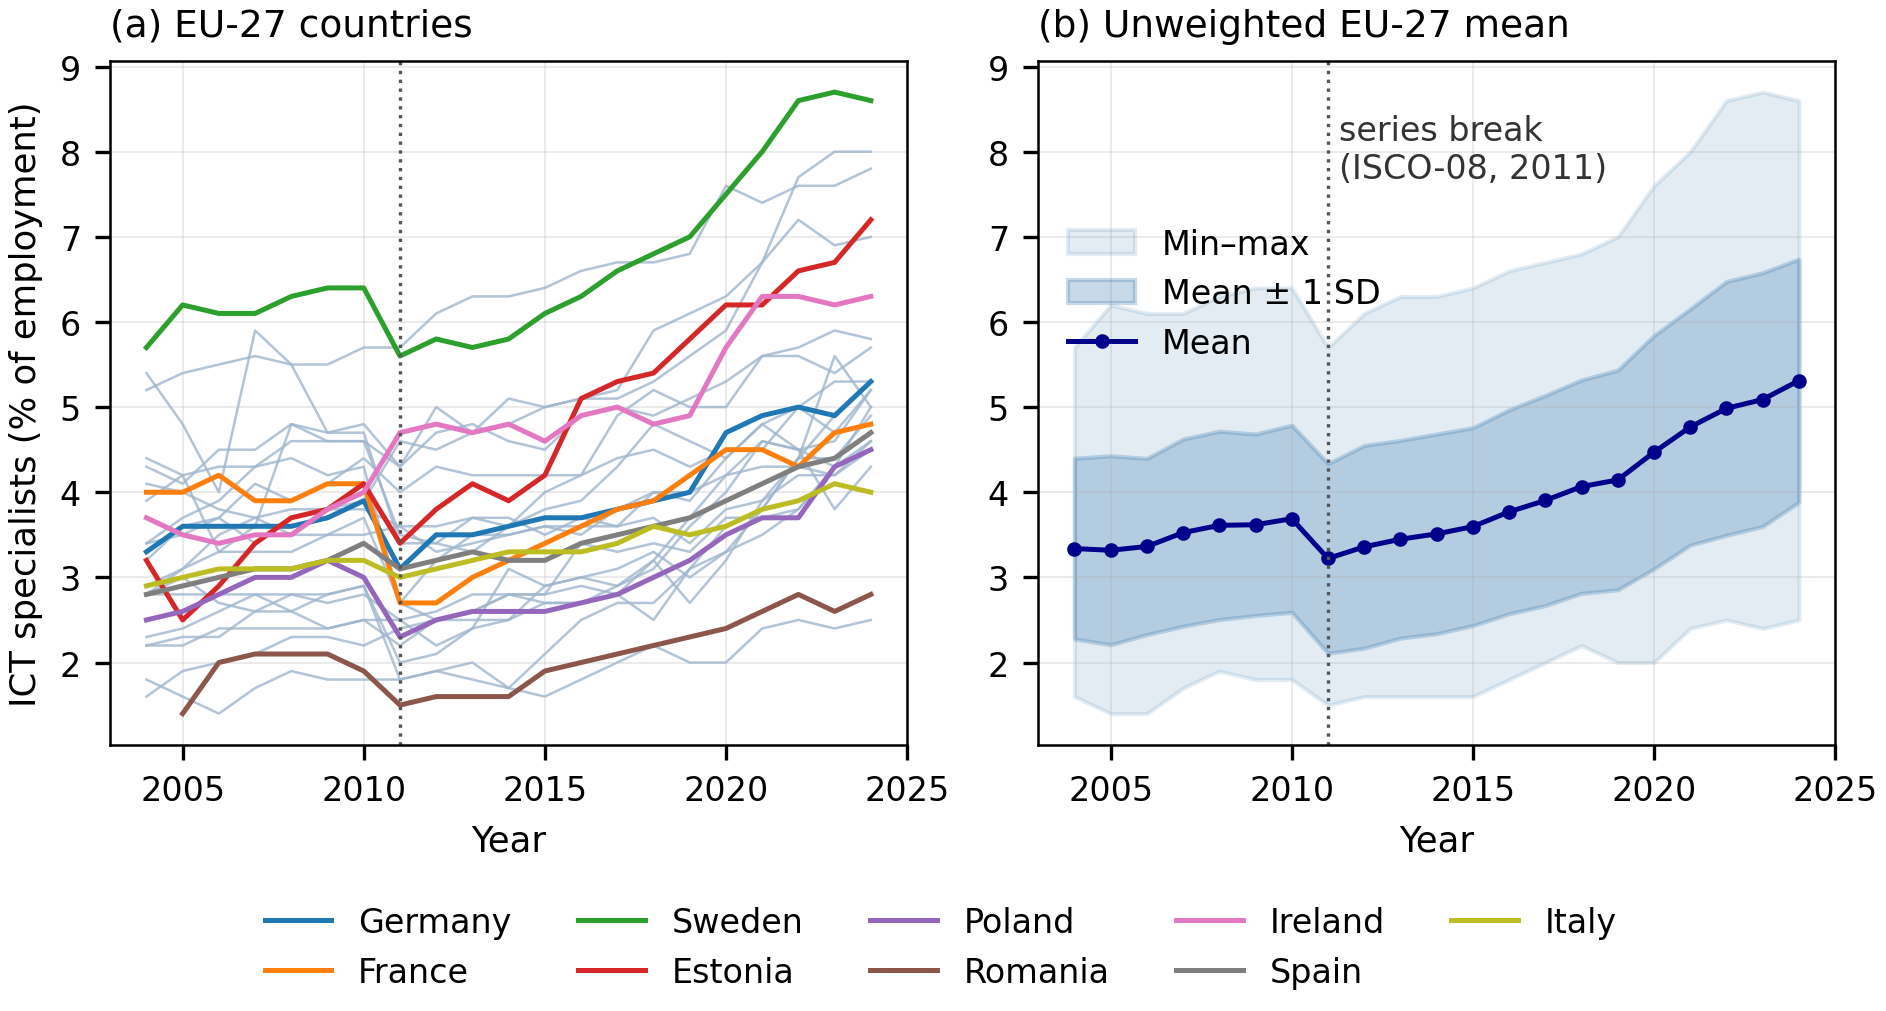 (a) EU-27 countries
ICT specialists (% of employment)
9
8
7
6
5
4
3
2
2005 2010 2015 2020 2025
Year
(b) Unweighted EU-27 mean
9
8
7
6
5
4
3
2
series break
(ISCO-08, 2011)
Min–max
Mean ± 1 SD
Mean
2005 2010 2015 2020 2025
Year
Germany Sweden Poland Ireland Italy
France Estonia Romania Spain